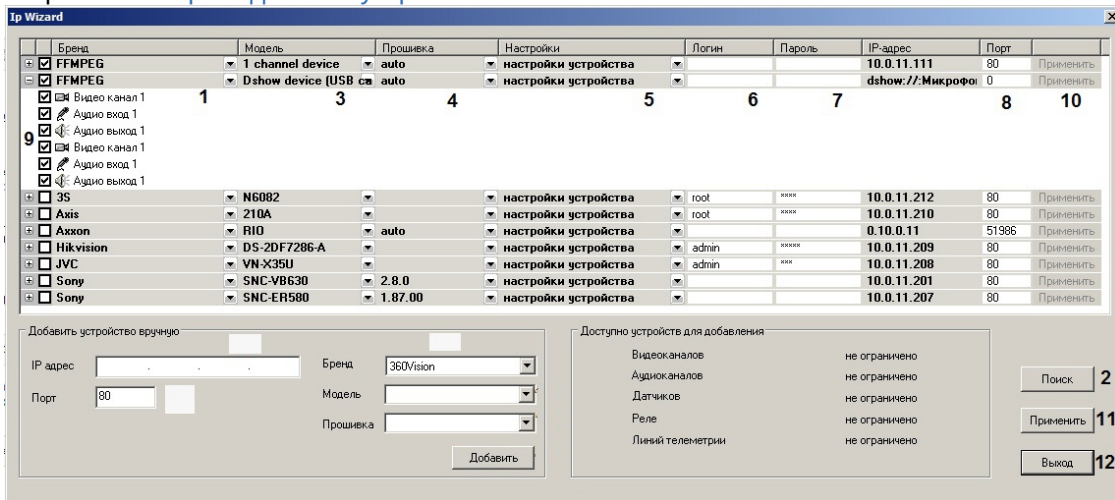 Ip Wizard
Бренд Модель Прошивка Настройки Логин Пароль IP-адрес Порт
FFMPEG 1 channel device auto настройки устройства 10.0.11.111 80 Применить
FFMPEG Dshow device (USB ca auto настройки устройства dshow://:Микрофо 0 Применить
Видео канал 1 1 3 4 5 6 7 8 10
Аудио вход 1
Аудио выход 1
9
Видео канал 1
Аудио вход 1
Аудио выход 1
3S N6082 настройки устройства root **** 10.0.11.212 80 Применить
Axis 210A настройки устройства root **** 10.0.11.210 80 Применить
Axxon RIO auto настройки устройства 0.10.0.11 51986 Применить
Hikvision DS-2DF7286-A настройки устройства admin ***** 10.0.11.209 80 Применить
JVC VN-X35U настройки устройства admin *** 10.0.11.208 80 Применить
Sony SNC-VB630 2.8.0 настройки устройства 10.0.11.201 80 Применить
Sony SNC-ER580 1.87.00 настройки устройства 10.0.11.207 80 Применить
Добавить устройство вручную
IP адрес . . .
Порт 80
Бренд 360Vision
Модель
Прошивка
Добавить
Доступно устройств для добавления
Видеоканалов не ограничено
Аудиоканалов не ограничено
Датчиков не ограничено
Реле не ограничено
Линий телеметрии не ограничено
Поиск 2
Применить 11
Выход 12